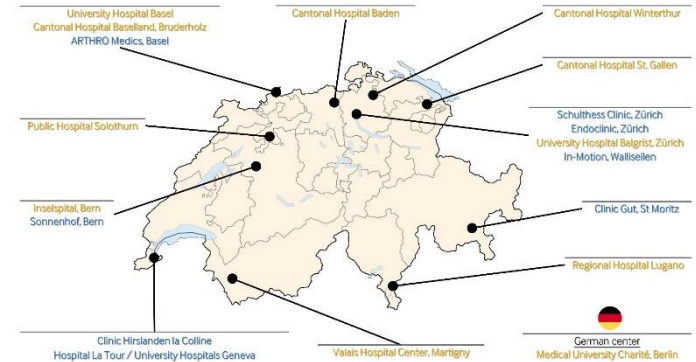 University Hospital Basel
Cantonal Hospital Baselland, Bruderholz
ARTHRO Medics, Basel
Cantonal Hospital Baden
Cantonal Hospital Winterthur
Cantonal Hospital St. Gallen
Public Hospital Solothurn
Schulthess Clinic, Zürich
Endoclinic, Zürich
University Hospital Balgrist, Zürich
In-Motion, Wallisellen
Inselspital, Bern
Sonnenhof, Bern
Clinic Gut, St Moritz
Regional Hospital Lugano
Clinic Hirslanden la Colline
Hospital La Tour / University Hospitals Geneva
Valais Hospital Center, Martigny
German center
Medical University Charité, Berlin